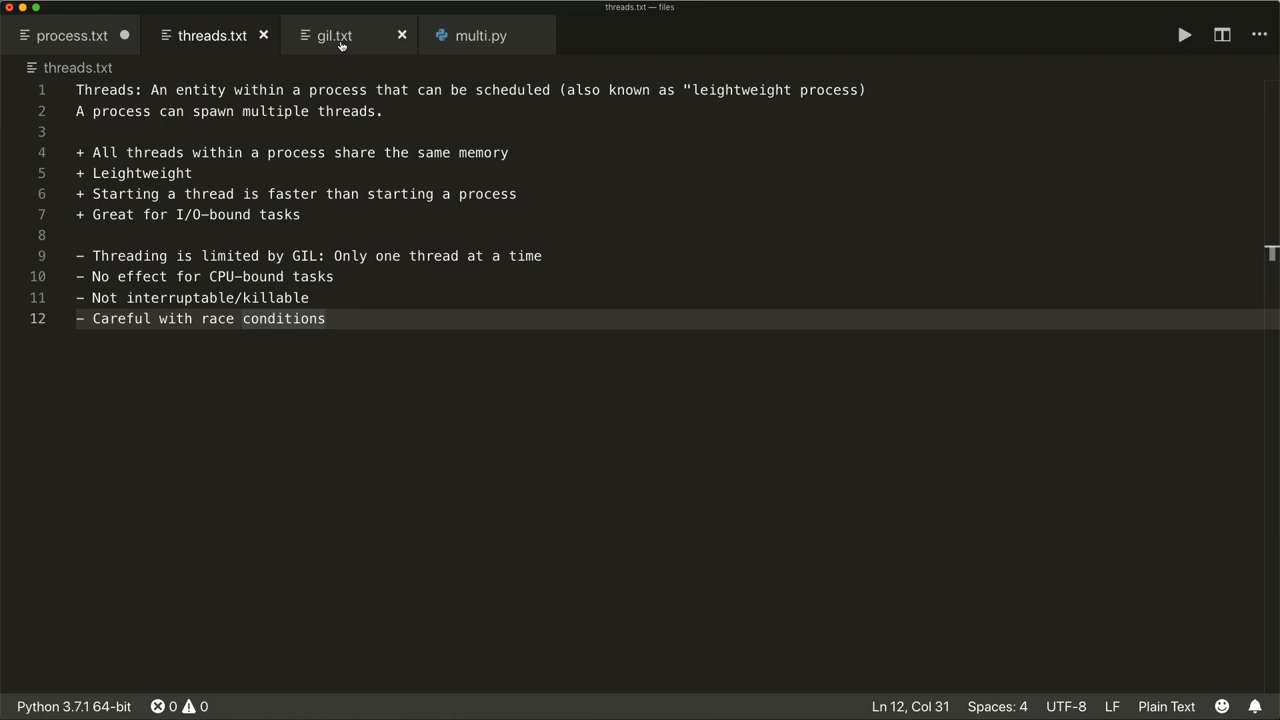 threads.txt — files
process.txt
threads.txt
gil.txt
multi.py
threads.txt
1 Threads: An entity within a process that can be scheduled (also known as "leightweight process)
2 A process can spawn multiple threads.
3
4 + All threads within a process share the same memory
5 + Leightweight
6 + Starting a thread is faster than starting a process
7 + Great for I/O-bound tasks
8
9 - Threading is limited by GIL: Only one thread at a time
10 - No effect for CPU-bound tasks
11 - Not interruptable/killable
12 - Careful with race conditions
Python 3.7.1 64-bit 0 0 Ln 12, Col 31 Spaces: 4 UTF-8 LF Plain Text